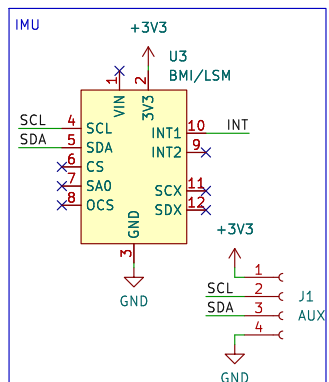 IMU
+3V3
U3
BMI/LSM
1
2
VIN
3V3
SCL 4 SCL
SDA 5 SDA
6 CS
7 SA0
8 OCS
INT1 10 INT
INT2 9
SCX 11
SDX 12
GND
3
GND
+3V3
1
SCL 2
SDA 3
4
J1
AUX
GND